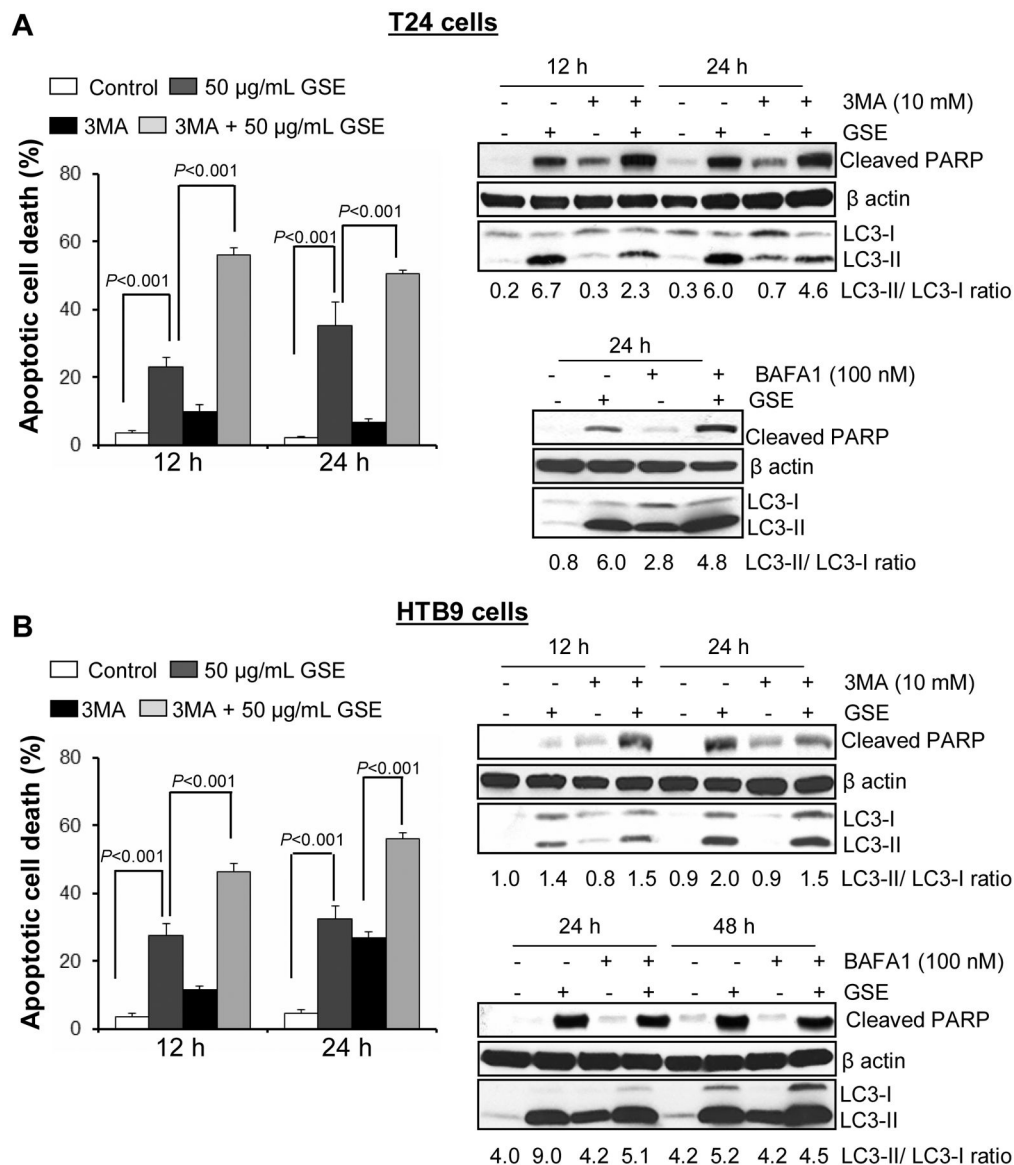 A
T24 cells
Control
50 µg/mL GSE
3MA
3MA + 50 µg/mL GSE
Apoptotic cell death (%)
80
60
40
20
0
P<0.001
P<0.001
P<0.001
P<0.001
12 h
24 h
12 h
24 h
- - + + - - + + 3MA (10 mM)
- + - + - + - + GSE
Cleaved PARP
β actin
LC3-I
LC3-II
0.2 6.7 0.3 2.3 0.3 6.0 0.7 4.6 LC3-II/ LC3-I ratio
24 h
- - + + BAFA1 (100 nM)
- + - + GSE
Cleaved PARP
β actin
LC3-I
LC3-II
0.8 6.0 2.8 4.8 LC3-II/ LC3-I ratio
B
HTB9 cells
Control
50 µg/mL GSE
3MA
3MA + 50 µg/mL GSE
Apoptotic cell death (%)
80
60
40
20
0
P<0.001
P<0.001
P<0.001
P<0.001
12 h
24 h
12 h
24 h
- - + + - - + + 3MA (10 mM)
- + - + - + - + GSE
Cleaved PARP
β actin
LC3-I
LC3-II
1.0 1.4 0.8 1.5 0.9 2.0 0.9 1.5 LC3-II/ LC3-I ratio
24 h
48 h
- - + + - - + + BAFA1 (100 nM)
- + - + - + - + GSE
Cleaved PARP
β actin
LC3-I
LC3-II
4.0 9.0 4.2 5.1 4.2 5.2 4.2 4.5 LC3-II/ LC3-I ratio